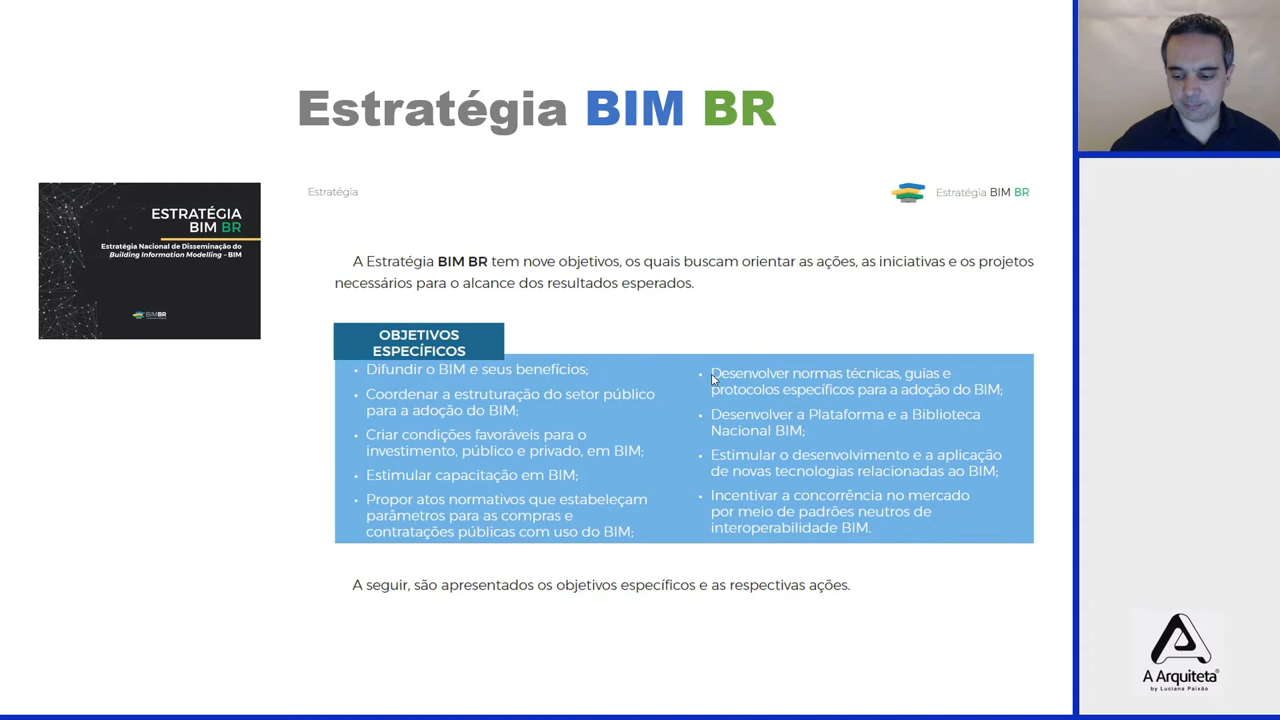 Estratégia BIM BR
ESTRATÉGIA
BIM BR
Estratégia Nacional de Disseminação do
Building Information Modelling – BIM
BIMBR
Estratégia
Estratégia BIM BR
A Estratégia BIM BR tem nove objetivos, os quais buscam orientar as ações, as iniciativas e os projetos
necessários para o alcance dos resultados esperados.
OBJETIVOS
ESPECÍFICOS
• Difundir o BIM e seus benefícios;
• Coordenar a estruturação do setor público
para a adoção do BIM;
• Criar condições favoráveis para o
investimento, público e privado, em BIM;
• Estimular capacitação em BIM;
• Propor atos normativos que estabeleçam
parâmetros para as compras e
contratações públicas com uso do BIM;
• Desenvolver normas técnicas, guias e
protocolos específicos para a adoção do BIM;
• Desenvolver a Plataforma e a Biblioteca
Nacional BIM;
• Estimular o desenvolvimento e a aplicação
de novas tecnologias relacionadas ao BIM;
• Incentivar a concorrência no mercado
por meio de padrões neutros de
interoperabilidade BIM.
A seguir, são apresentados os objetivos específicos e as respectivas ações.
A Arquiteta®
by Luciana Paixão